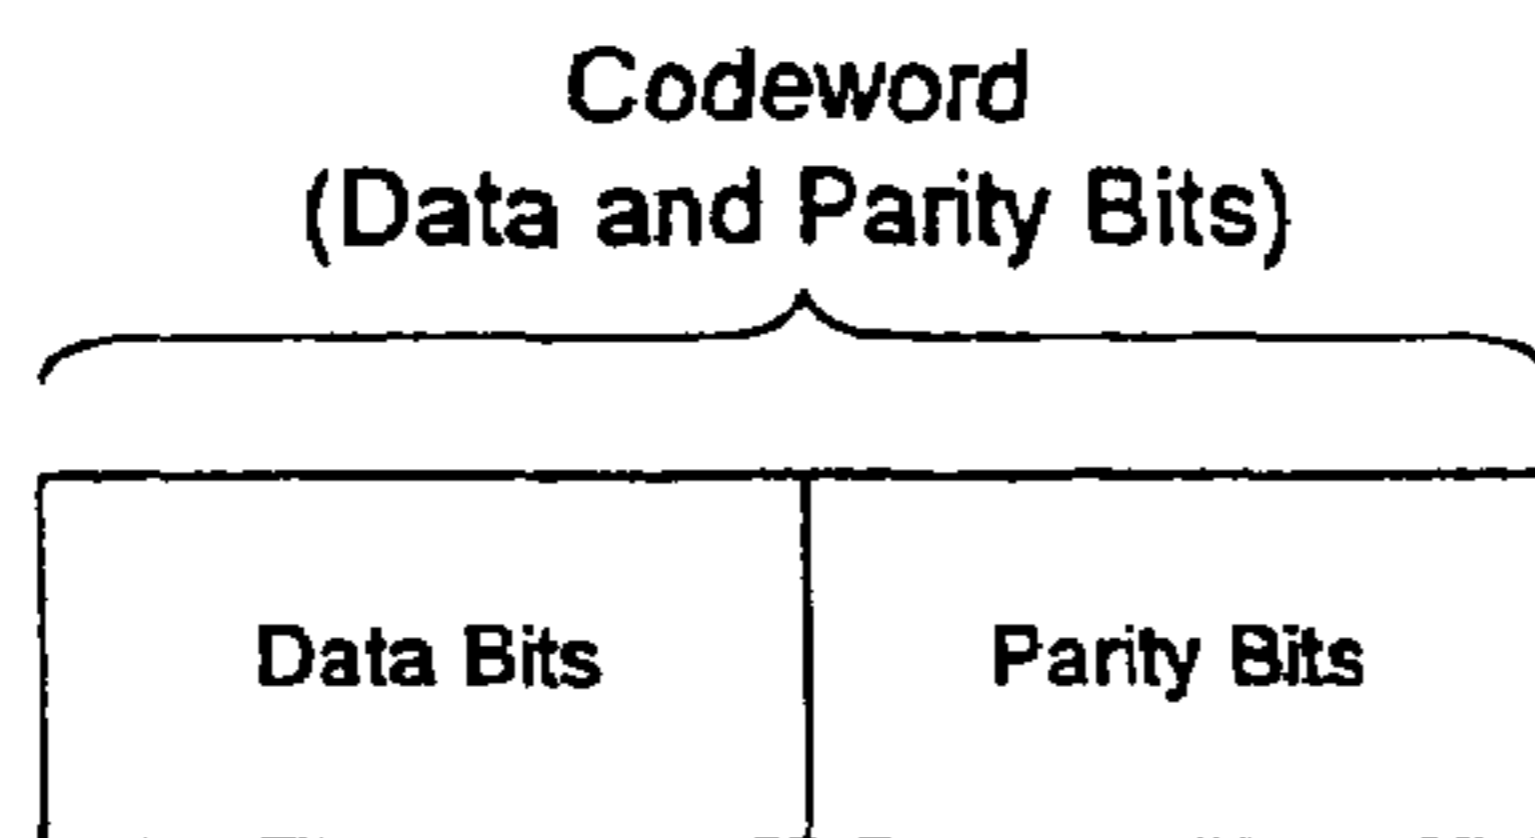 Codeword
(Data and Parity Bits)
Data Bits
Parity Bits